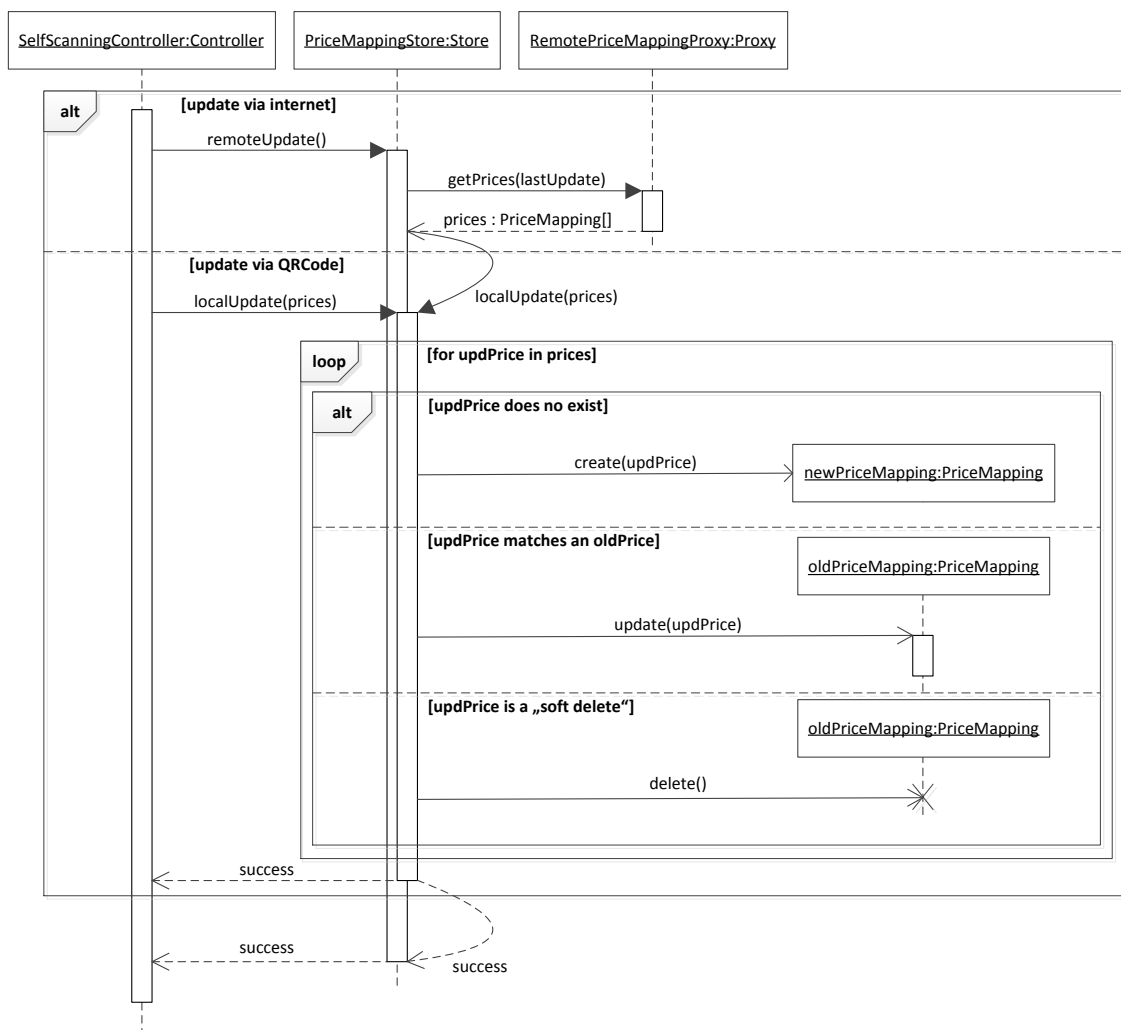 SelfScanningController:Controller
PriceMappingStore:Store
RemotePriceMappingProxy:Proxy
alt
[update via internet]
remoteUpdate()
getPrices(lastUpdate)
prices : PriceMapping[]
[update via QRCode]
localUpdate(prices)
localUpdate(prices)
loop
[for updPrice in prices]
alt
[updPrice does no exist]
create(updPrice)
newPriceMapping:PriceMapping
[updPrice matches an oldPrice]
oldPriceMapping:PriceMapping
update(updPrice)
[updPrice is a „soft delete“]
oldPriceMapping:PriceMapping
delete()
success
success
success